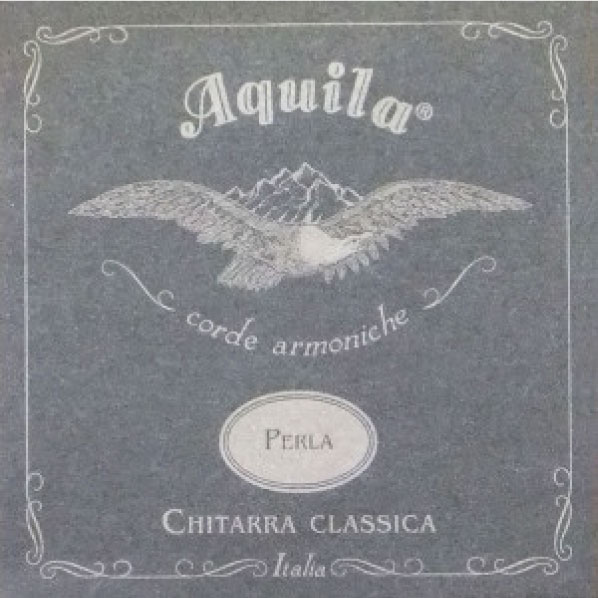 Aquila®
corde armoniche
PERLA
CHITARRA CLASSICA
Italia